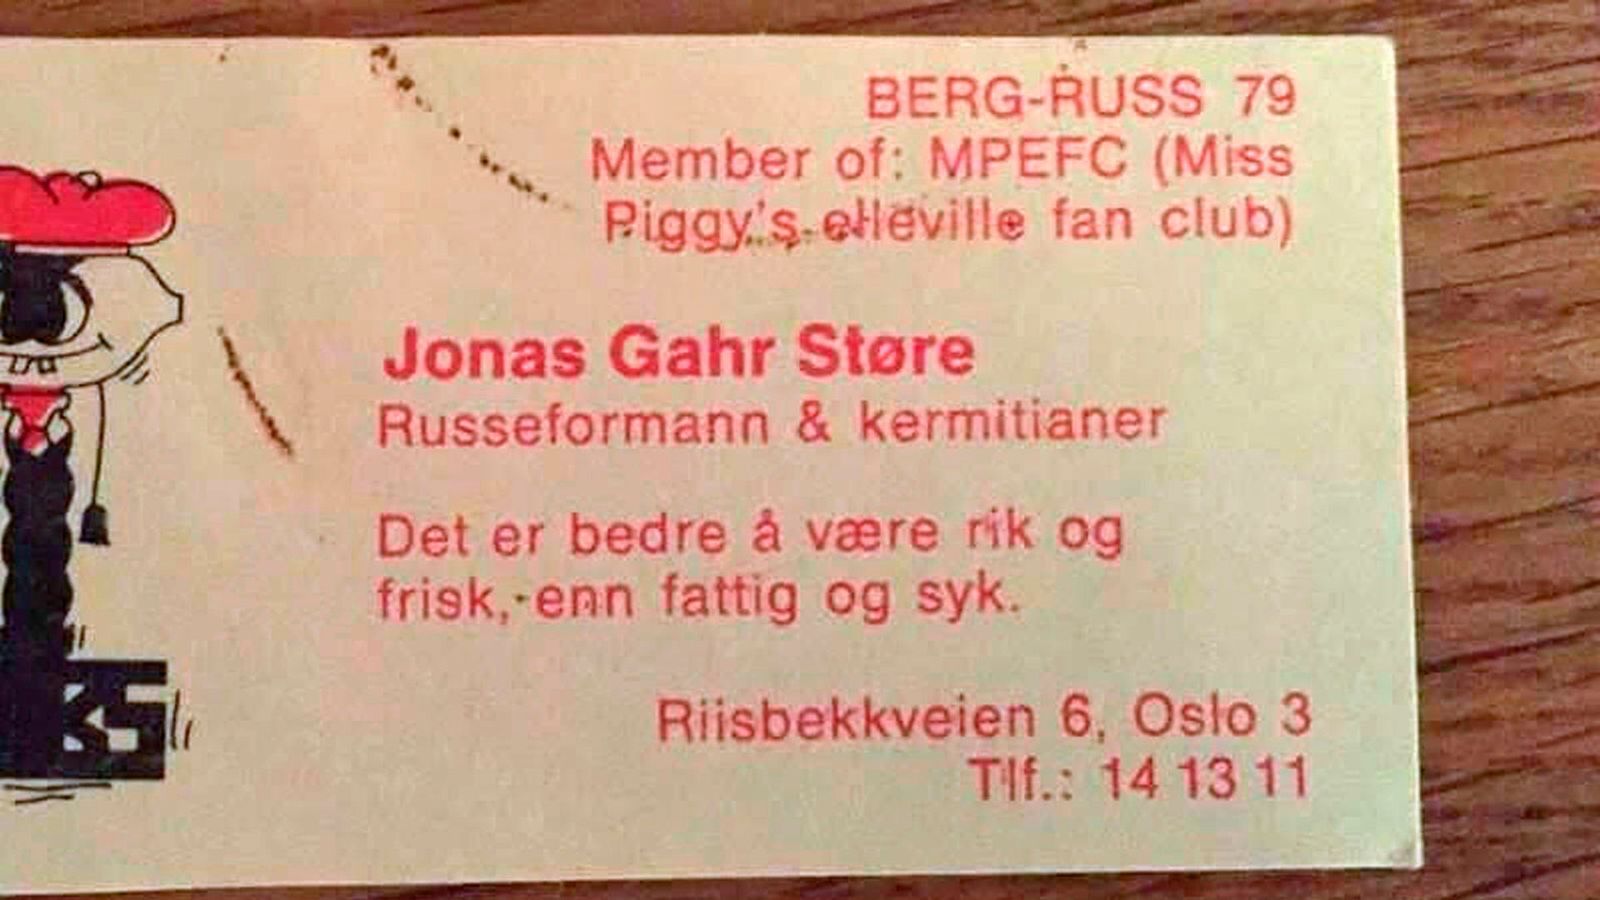 BERG-RUSS 79
Member of: MPEFC (Miss
Piggy's elleville fan club)
Jonas Gahr Støre
Russeformann & kermitianer
Det er bedre å være rik og
frisk, enn fattig og syk.
KS
Riisbekkveien 6, Oslo 3
Tlf.: 14 13 11